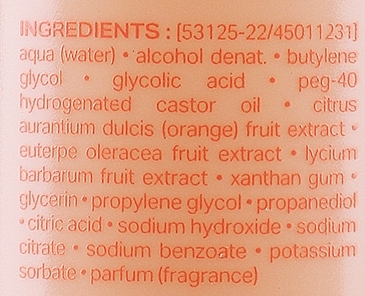 INGREDIENTS : [53125-22/45011231]
aqua (water) • alcohol denat. • butylene
glycol • glycolic acid • peg-40
hydrogenated castor oil • citrus
aurantium dulcis (orange) fruit extract •
euterpe oleracea fruit extract • lycium
barbarum fruit extract • xanthan gum •
glycerin • propylene glycol • propanediol
• citric acid • sodium hydroxide • sodium
citrate • sodium benzoate • potassium
sorbate • parfum (fragrance)